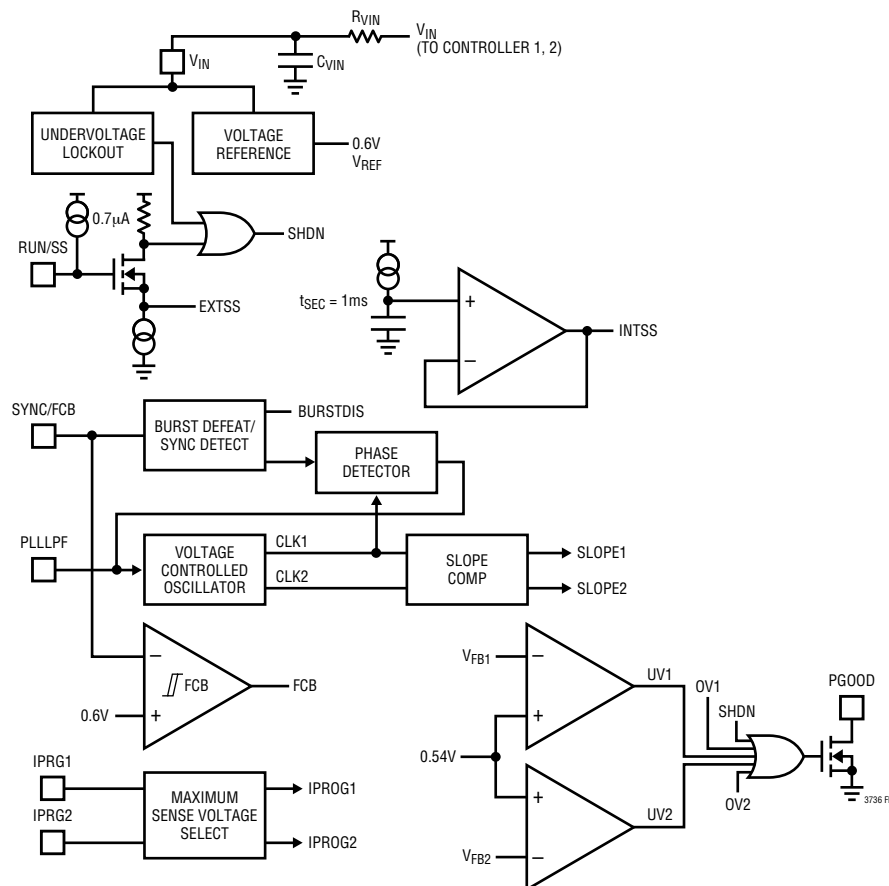 RVIN
VIN
(TO CONTROLLER 1, 2)
VIN
CVIN
UNDERVOLTAGE
LOCKOUT
VOLTAGE
REFERENCE
0.6V
VREF
0.7μA
SHDN
RUN/SS
EXTSS
tSEC = 1ms
+
−
INTSS
SYNC/FCB
BURST DEFEAT/
SYNC DETECT
BURSTDIS
PHASE
DETECTOR
PLLLPF
VOLTAGE
CONTROLLED
OSCILLATOR
CLK1
CLK2
SLOPE
COMP
SLOPE1
SLOPE2
−
FCB
+
FCB
0.6V
VFB1
−
+
UV1
OV1
SHDN
PGOOD
0.54V
IPRG1
IPRG2
MAXIMUM
SENSE VOLTAGE
SELECT
IPROG1
IPROG2
+
−
UV2
OV2
VFB2
3736 F